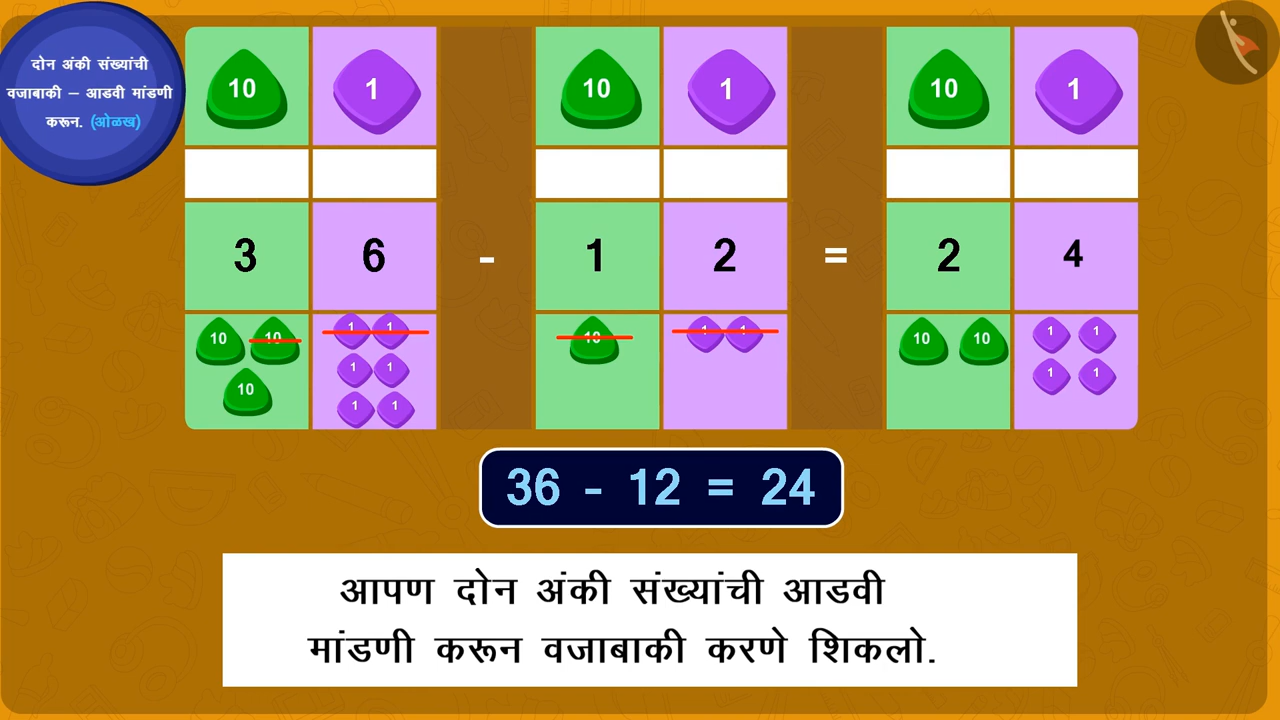 दोन अंकी संख्यांची
वजाबाकी – आडवी मांडणी
करून. (ओळख)
10 1 10 1 10 1
3 6 - 1 2 = 2 4
10 10 1 1 10 1 1 10 10 1 1
10 1 1 1 1
1 1
36 - 12 = 24
आपण दोन अंकी संख्यांची आडवी
मांडणी करून वजाबाकी करणे शिकलो.